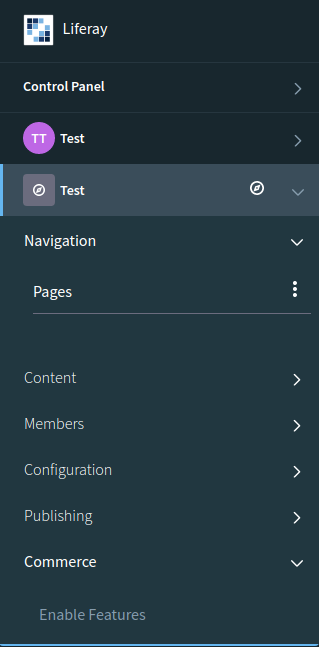 Liferay
Control Panel
TT Test
Test
Navigation
Pages
Content
Members
Configuration
Publishing
Commerce
Enable Features